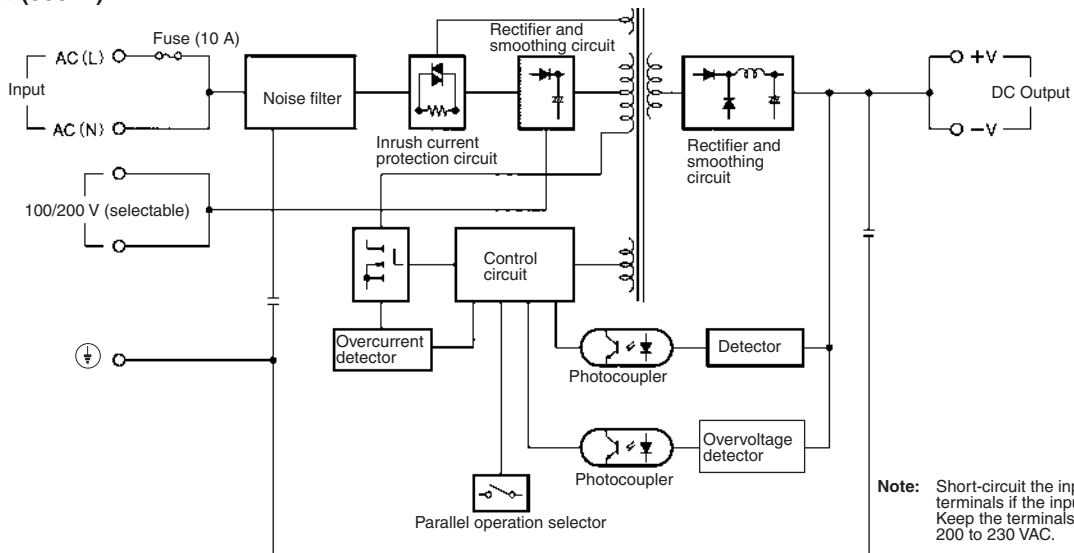 Fuse (10 A)
AC (L)
Input
AC (N)
Noise filter
Inrush current
protection circuit
Rectifier and
smoothing circuit
Rectifier and
smoothing
circuit
+V
DC Output
−V
100/200 V (selectable)
Control
circuit
Overcurrent
detector
Photocoupler
Detector
Photocoupler
Overvoltage
detector
Parallel operation selector
Note: Short-circuit the
terminals if the
Keep the terminals
200 to 230 VAC.